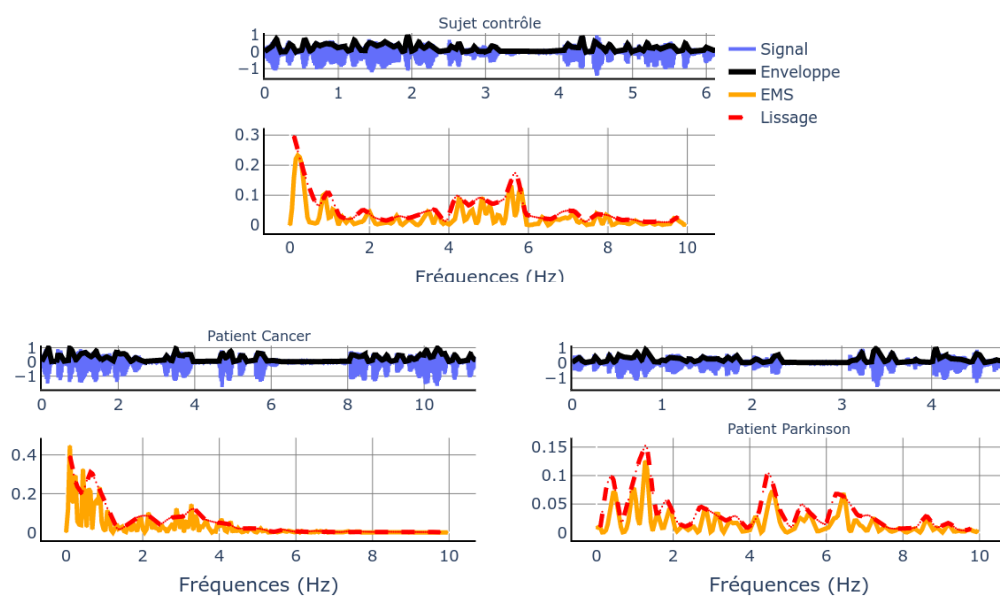 Sujet contrôle
1
0
−1
0 1 2 3 4 5 6
Signal
Enveloppe
EMS
Lissage
0.3
0.2
0.1
0
0 2 4 6 8 10
Fréquences (Hz)
Patient Cancer
1
0
−1
0 2 4 6 8 10
0.4
0.2
0
0 2 4 6 8 10
Fréquences (Hz)
1
0
−1
0 1 2 3 4
Patient Parkinson
0.15
0.1
0.05
0
0 2 4 6 8 10
Fréquences (Hz)